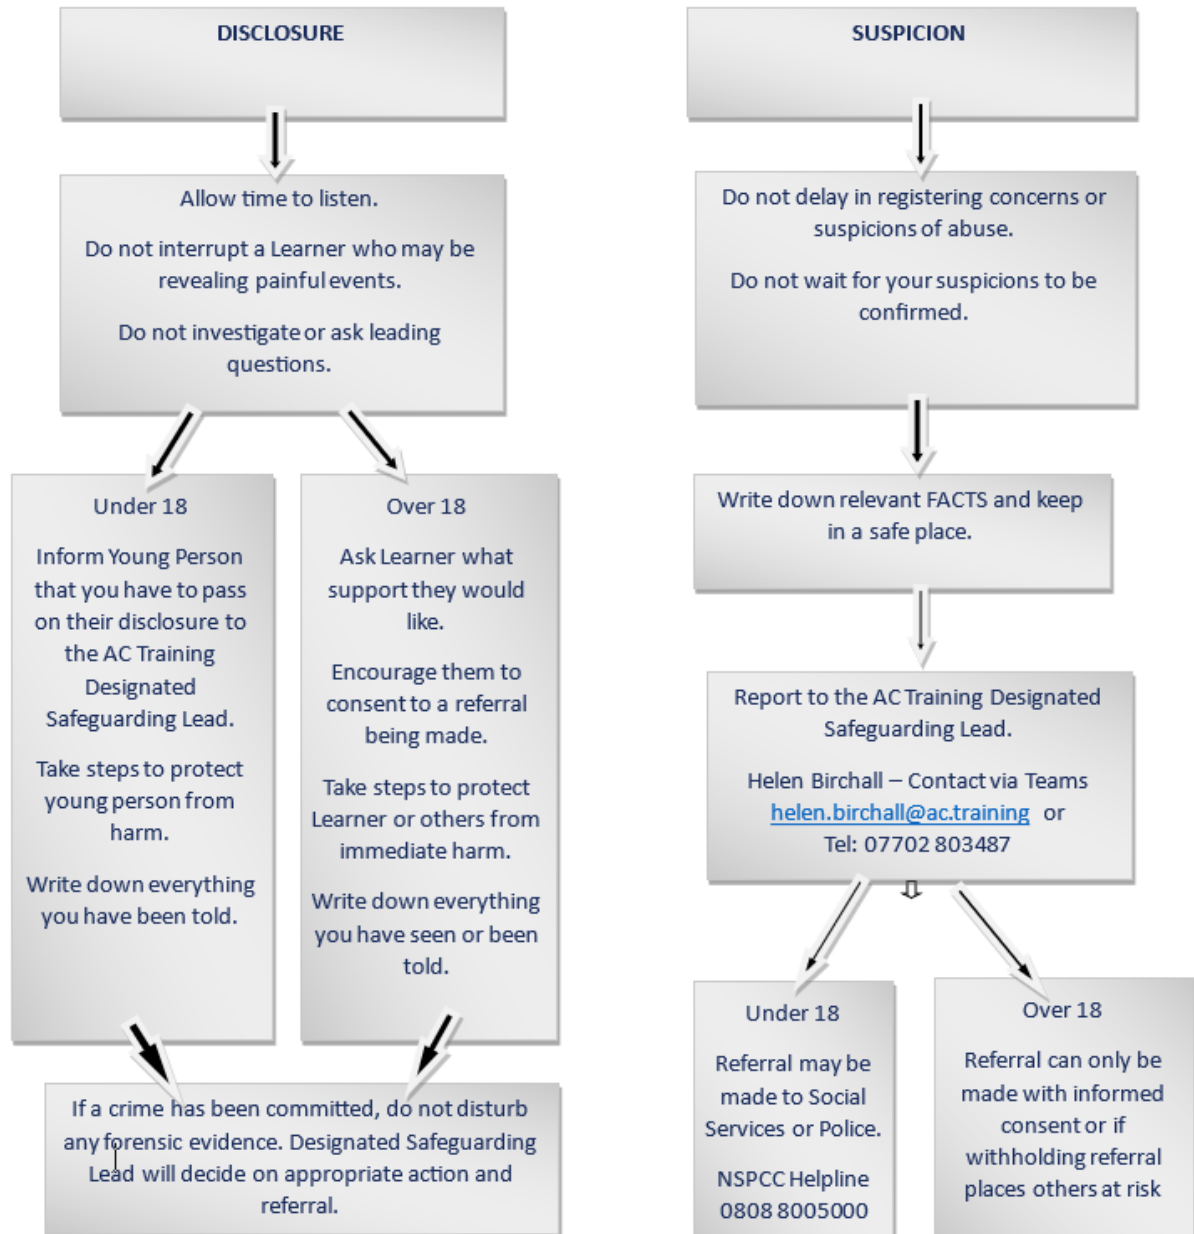 DISCLOSURE
Allow time to listen.
Do not interrupt a Learner who may be
revealing painful events.
Do not investigate or ask leading
questions.
Under 18
Inform Young Person
that you have to pass
on their disclosure to
the AC Training
Designated
Safeguarding Lead.
Take steps to protect
young person from
harm.
Write down everything
you have been told.
Over 18
Ask Learner what
support they would
like.
Encourage them to
consent to a referral
being made.
Take steps to protect
Learner or others from
immediate harm.
Write down everything
you have seen or been
told.
If a crime has been committed, do not disturb
any forensic evidence. Designated Safeguarding
Lead will decide on appropriate action and
referral.
SUSPICION
Do not delay in registering concerns or
suspicions of abuse.
Do not wait for your suspicions to be
confirmed.
Write down relevant FACTS and keep
in a safe place.
Report to the AC Training Designated
Safeguarding Lead.
Helen Birchall – Contact via Teams
helen.birchall@ac.training or
Tel: 07702 803487
Under 18
Referral may be
made to Social
Services or Police.
NSPCC Helpline
0808 8005000
Over 18
Referral can only be
made with informed
consent or if
withholding referral
places others at risk